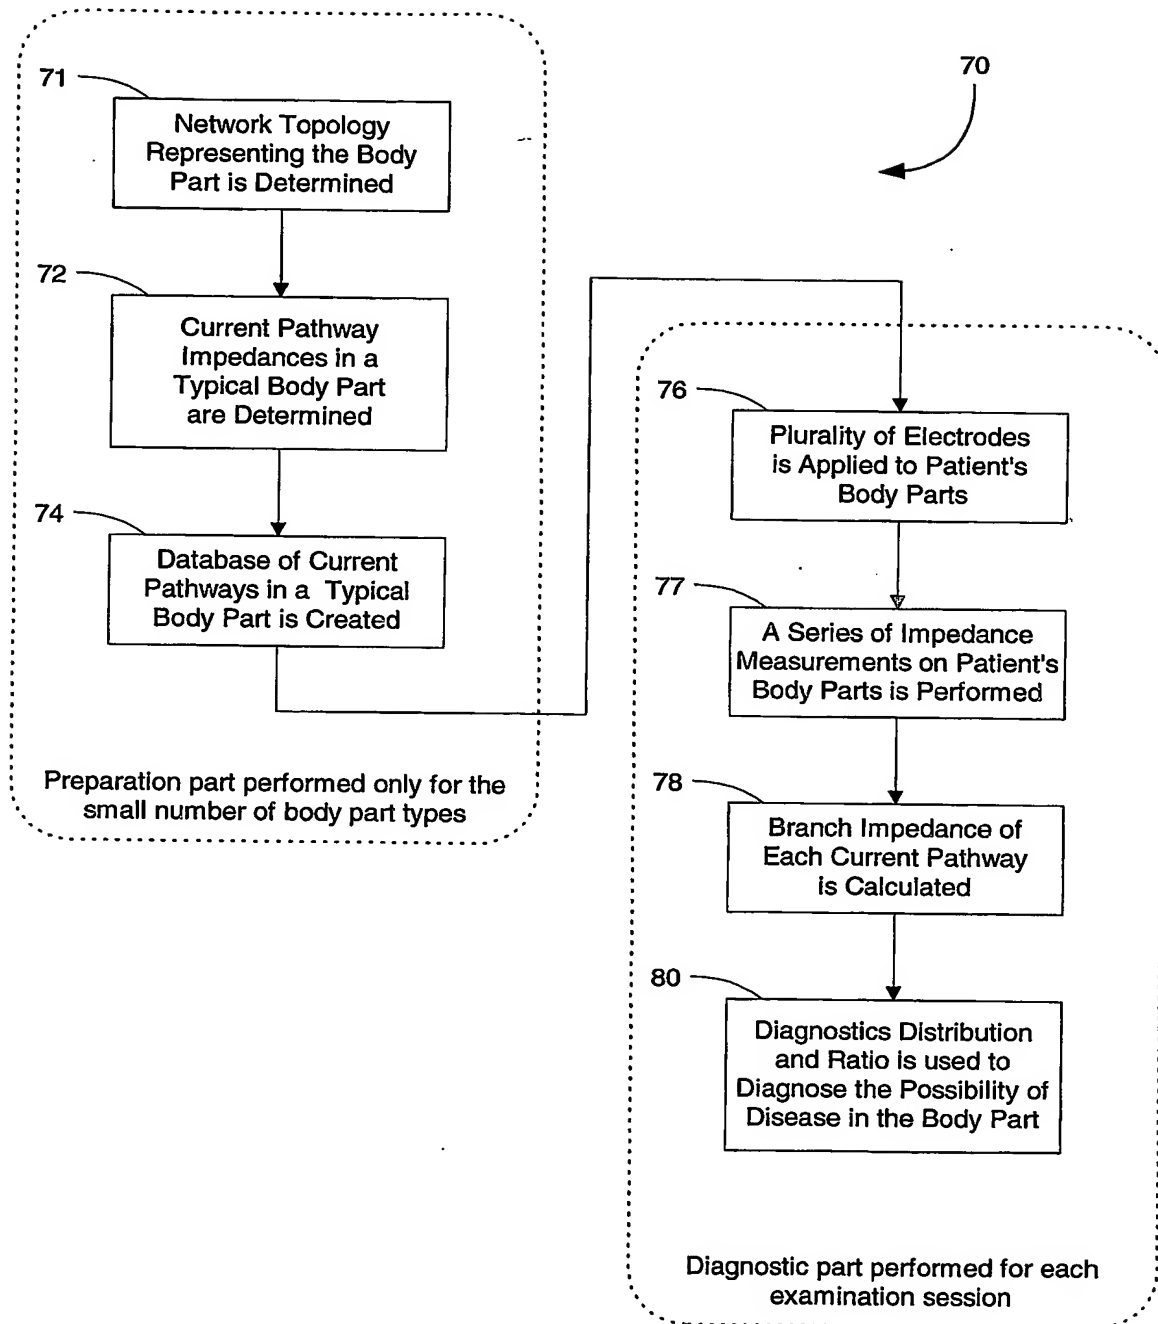 71
Network Topology
Representing the Body
Part is Determined
72
Current Pathway
Impedances in a
Typical Body Part
are Determined
74
Database of Current
Pathways in a Typical
Body Part is Created
Preparation part performed only for the
small number of body part types
70
76
Plurality of Electrodes
is Applied to Patient's
Body Parts
77
A Series of Impedance
Measurements on Patient's
Body Parts is Performed
78
Branch Impedance of
Each Current Pathway
is Calculated
80
Diagnostics Distribution
and Ratio is used to
Diagnose the Possibility of
Disease in the Body Part
Diagnostic part performed for each
examination session